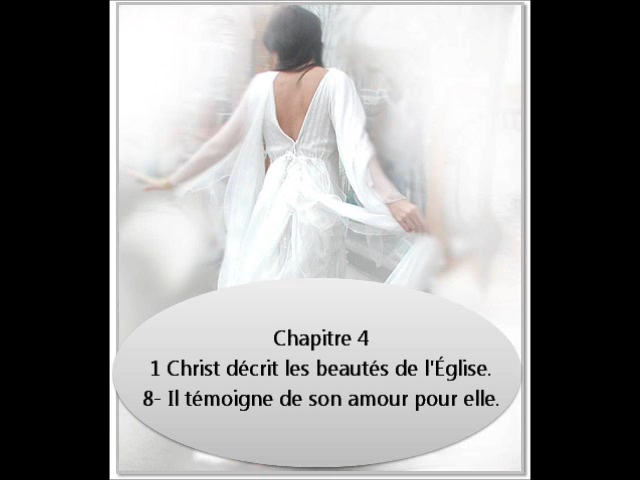 Chapitre 4
1 Christ décrit les beautés de l'Église.
8- Il témoigne de son amour pour elle.